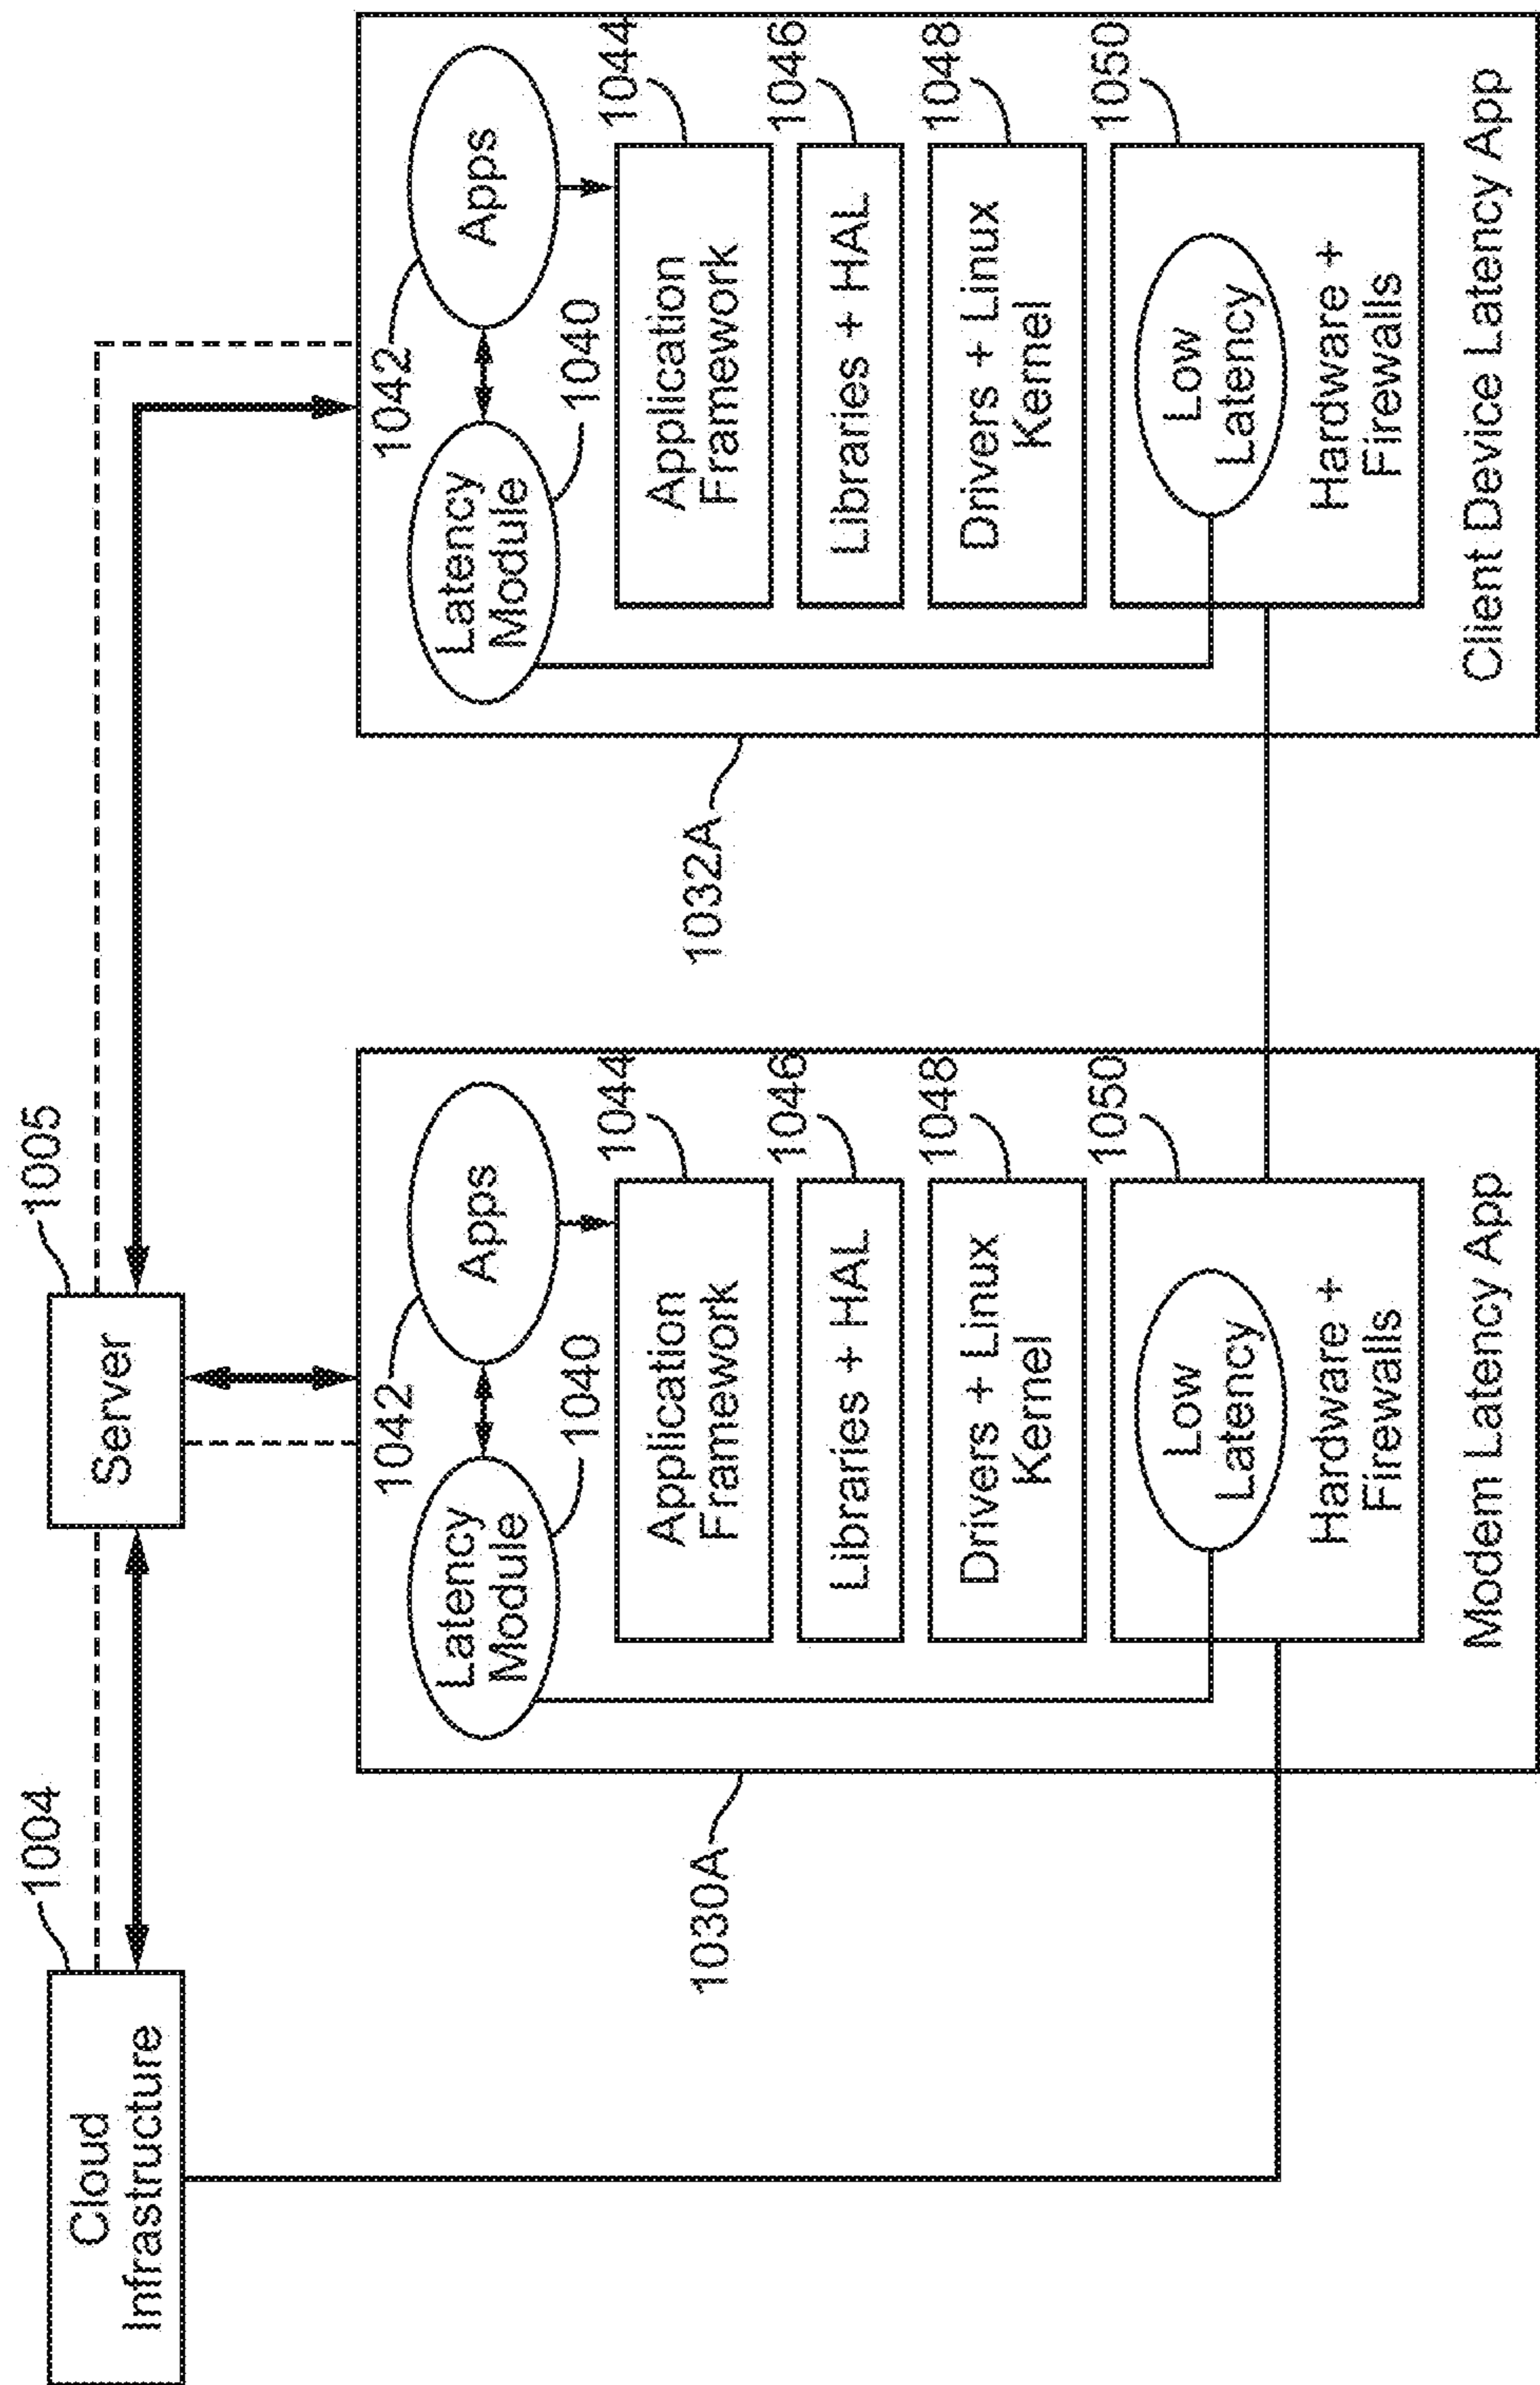 1004
Cloud
Infrastructure
1005
Server
1030A
1042
Latency
Module
Apps
1040
1044
Application
Framework
1046
Libraries + HAL
1048
Drivers + Linux
Kernel
1050
Low
Latency
Hardware +
Firewalls
Modem Latency App
1032A
1042
Latency
Module
Apps
1040
1044
Application
Framework
1046
Libraries + HAL
1048
Drivers + Linux
Kernel
1050
Low
Latency
Hardware +
Firewalls
Client Device Latency App